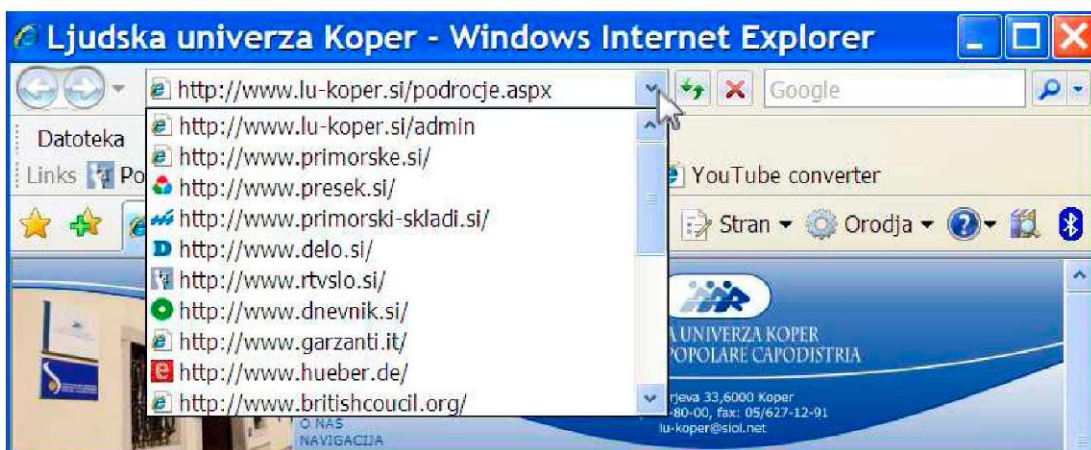 Ljudska univerza Koper - Windows Internet Explorer
http://www.lu-koper.si/podrocje.aspx
Google
http://www.lu-koper.si/admin
Datoteka
http://www.primorske.si/
Links Po
YouTube converter
http://www.presek.si/
http://www.primorski-skladi.si/
Stran
Orodja
http://www.delo.si/
http://www.rtvslo.si/
http://www.dnevnik.si/
http://www.garzanti.it/
http://www.hueber.de/
http://www.britishcoucil.org/
A UNIVERZA KOPER
POPOLARE CAPODISTRIA
rjeva 33,6000 Koper
-80-00, fax: 05/627-12-91
lu-koper@siol.net
O NAS
NAVIGACIJA